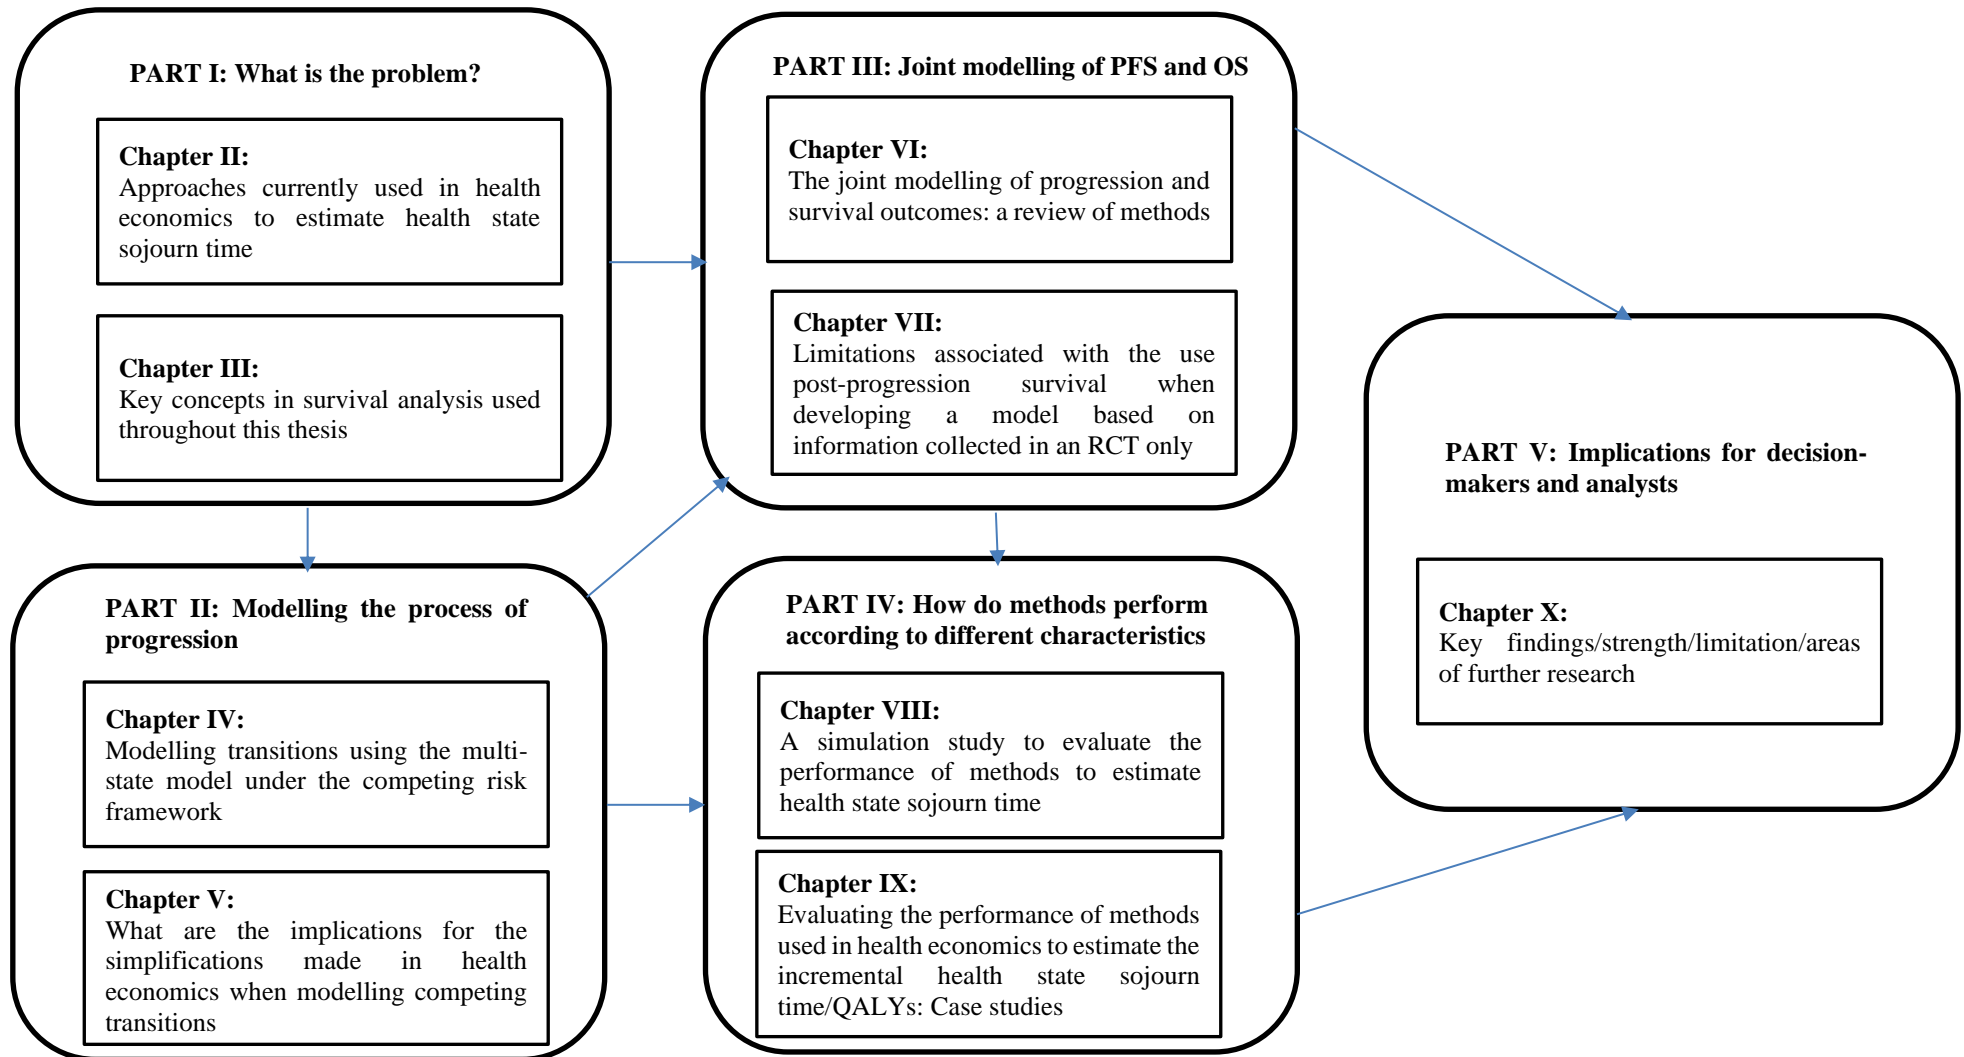 PART I: What is the problem?
Chapter II:
Approaches currently used in health
economics to estimate health state
sojourn time
Chapter III:
Key concepts in survival analysis used
throughout this thesis
PART II: Modelling the process of
progression
Chapter IV:
Modelling transitions using the multi-
state model under the competing risk
framework
Chapter V:
What are the implications for the
simplifications made in health
economics when modelling competing
transitions
PART III: Joint modelling of PFS and OS
Chapter VI:
The joint modelling of progression and
survival outcomes: a review of methods
Chapter VII:
Limitations associated with the use
post-progression survival when
developing a model based on
information collected in an RCT only
PART IV: How do methods perform
according to different characteristics
Chapter VIII:
A simulation study to evaluate the
performance of methods to estimate
health state sojourn time
Chapter IX:
Evaluating the performance of methods
used in health economics to estimate the
incremental health state sojourn
time/QALYs: Case studies
PART V: Implications for decision-
makers and analysts
Chapter X:
Key findings/strength/limitation/areas
of further research